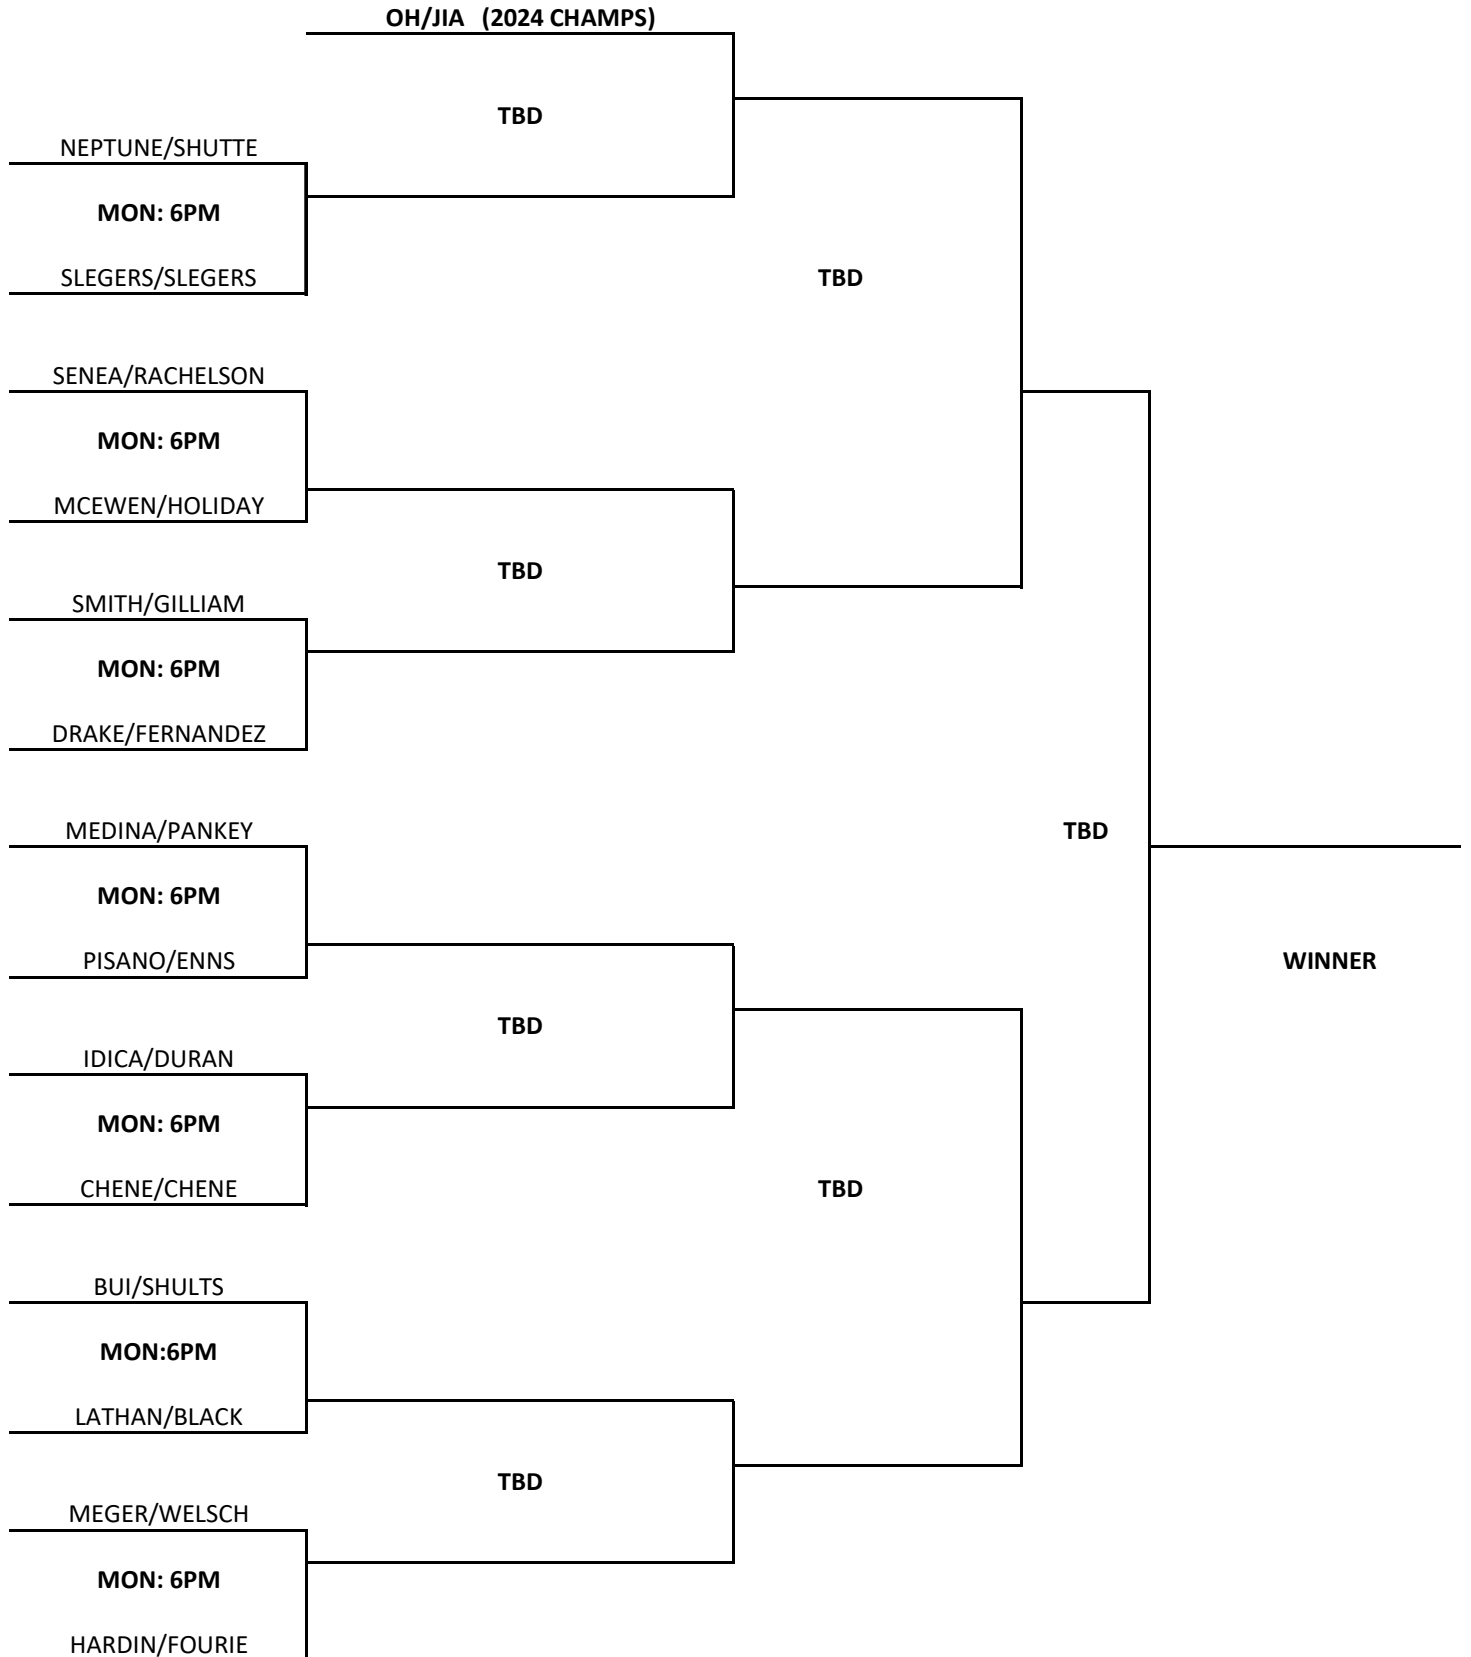 OH/JIA (2024 CHAMPS)
TBD
NEPTUNE/SHUTTE
MON: 6PM
SLEGERS/SLEGERS
TBD
SENEA/RACHELSON
MON: 6PM
MCEWEN/HOLIDAY
TBD
SMITH/GILLIAM
MON: 6PM
DRAKE/FERNANDEZ
MEDINA/PANKEY
TBD
MON: 6PM
PISANO/ENNS
WINNER
TBD
IDICA/DURAN
MON: 6PM
CHENE/CHENE
TBD
BUI/SHULTS
MON:6PM
LATHAN/BLACK
TBD
MEGER/WELSCH
MON: 6PM
HARDIN/FOURIE